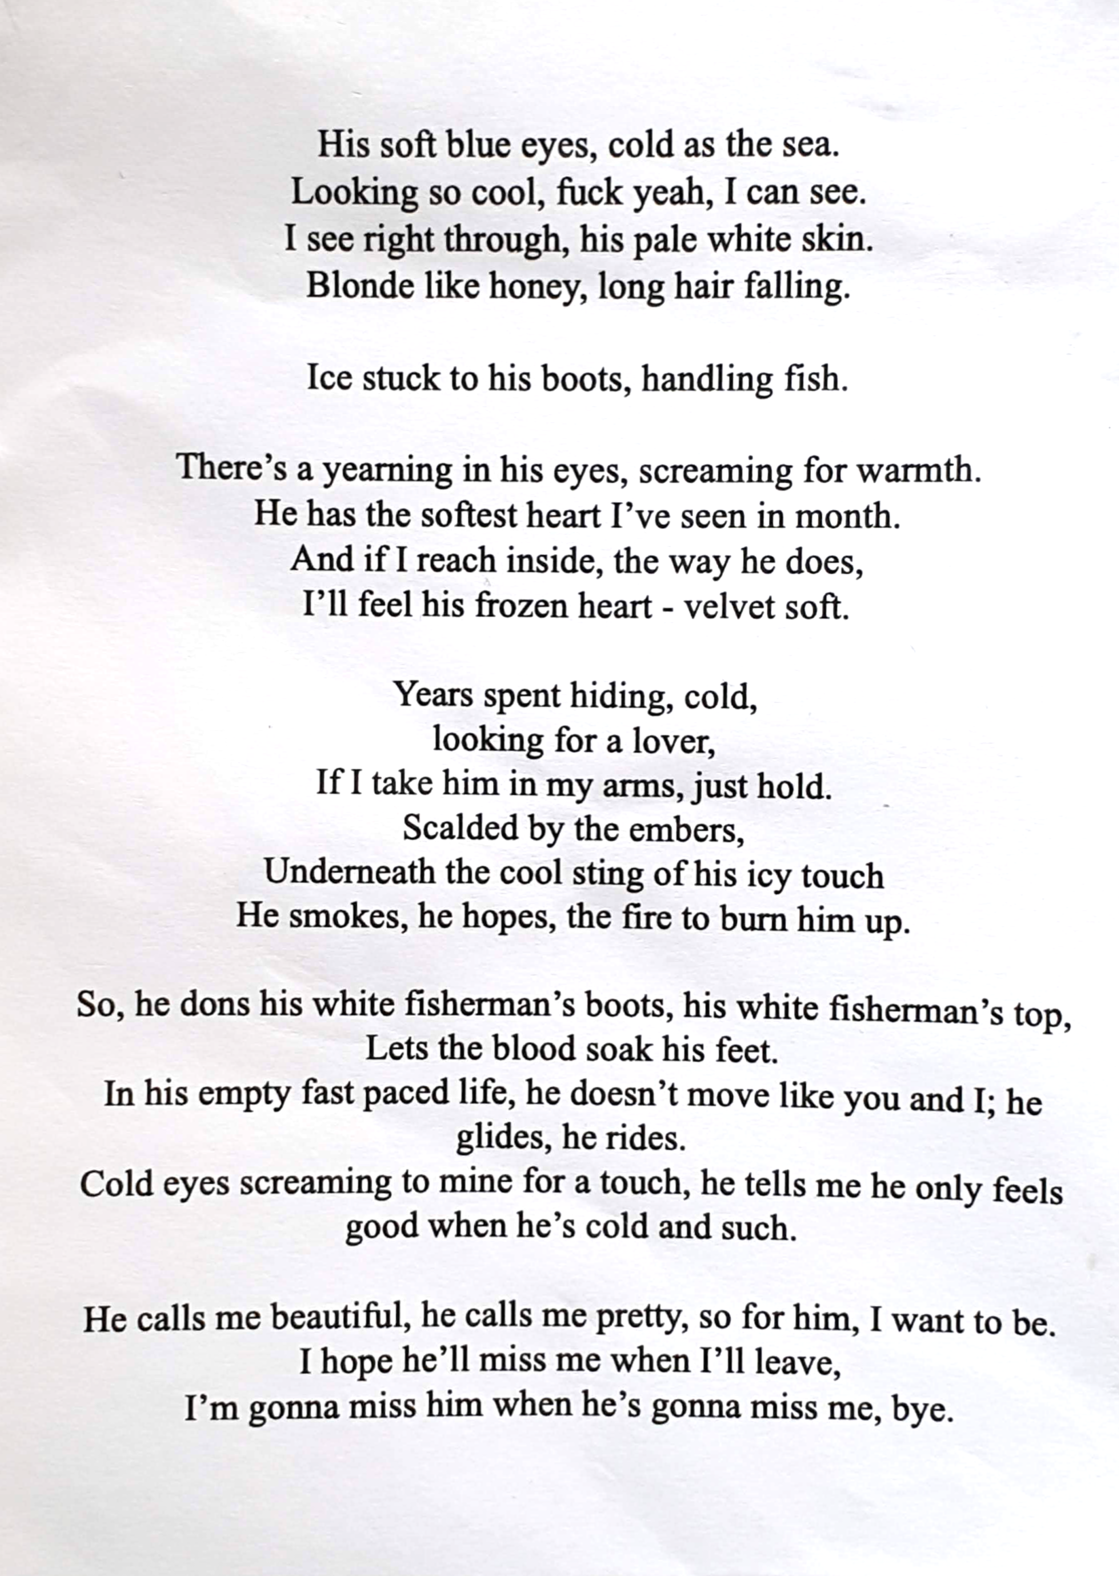 His soft blue eyes, cold as the sea.
Looking so cool, fuck yeah, I can see.
I see right through, his pale white skin.
Blonde like honey, long hair falling.
Ice stuck to his boots, handling fish.
There’s a yearning in his eyes, screaming for warmth.
He has the softest heart I’ve seen in month.
And if I reach inside, the way he does,
I’ll feel his frozen heart - velvet soft.
Years spent hiding, cold,
looking for a lover,
If I take him in my arms, just hold.
Scalded by the embers,
Underneath the cool sting of his icy touch
He smokes, he hopes, the fire to burn him up.
So, he dons his white fisherman’s boots, his white fisherman’s top,
Lets the blood soak his feet.
In his empty fast paced life, he doesn’t move like you and I; he
glides, he rides.
Cold eyes screaming to mine for a touch, he tells me he only feels
good when he’s cold and such.
He calls me beautiful, he calls me pretty, so for him, I want to be.
I hope he’ll miss me when I’ll leave,
I’m gonna miss him when he’s gonna miss me, bye.